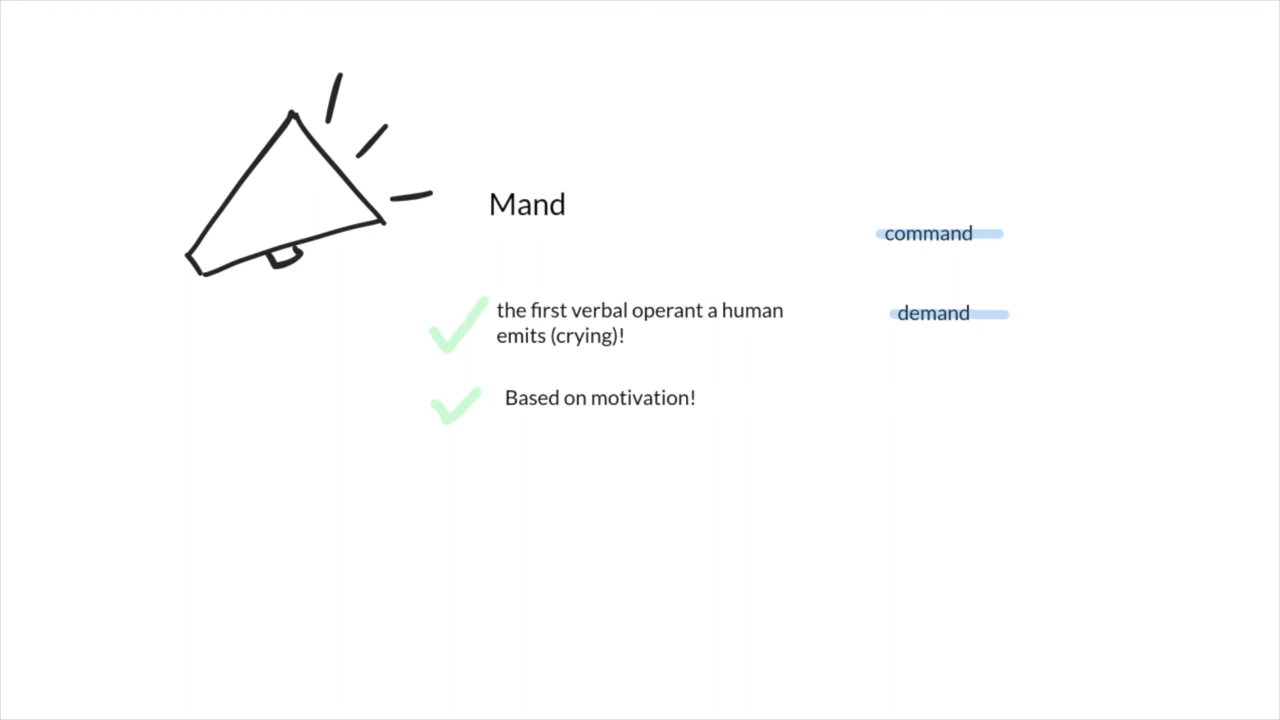 Mand
command
the first verbal operant a human
emits (crying)!
demand
Based on motivation!